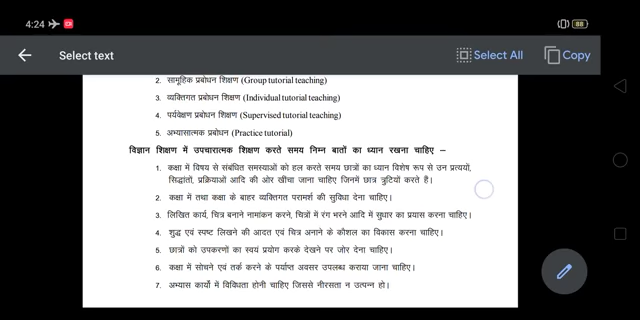 4:24
88
Select text
Select All
Copy
2. सामूहिक प्रबोधन शिक्षण (Group tutorial teaching)
3. व्यक्तिगत प्रबोधन शिक्षण (Individual tutorial teaching)
4. पर्यवेक्षण प्रबोधन शिक्षण (Supervised tutorial teaching)
5. अभ्यासात्मक प्रबोधन (Practice tutorial)
विज्ञान शिक्षण में उपचारात्मक शिक्षण करते समय निम्न बातों का ध्यान रखना चाहिए –
1. कक्षा में विषय से संबंधित समस्याओं को हल करते समय छात्रों का ध्यान विशेष रूप से उन प्रत्ययों,
सिद्धांतो, प्रक्रियाओं आदि की ओर खींचा जाना चाहिए जिनमें छात्र त्रुटियों करते हैं।
2. कक्षा में तथा कक्षा के बाहर व्यक्तिगत परामर्श की सुविधा देना चाहिए।
3. लिखित कार्य, चित्र बनाने नामांकन करने, चित्रों में रंग भरने आदि में सुधार का प्रयास करना चाहिए।
4. शुद्ध एवं स्पष्ट लिखने की आदत एवं चित्र अनाने के कौशल का विकास करना चाहिए।
5. छात्रों को उपकरणों का स्वयं प्रयोग करके देखने पर जोर देना चाहिए।
6. कक्षा में सोचने एवं तर्क करने के पर्याप्त अवसर उपलब्ध कराया जाना चाहिए।
7. अभ्यास कार्यो में विविधता होनी चाहिए जिससे नीरसता न उत्पन्न हो।